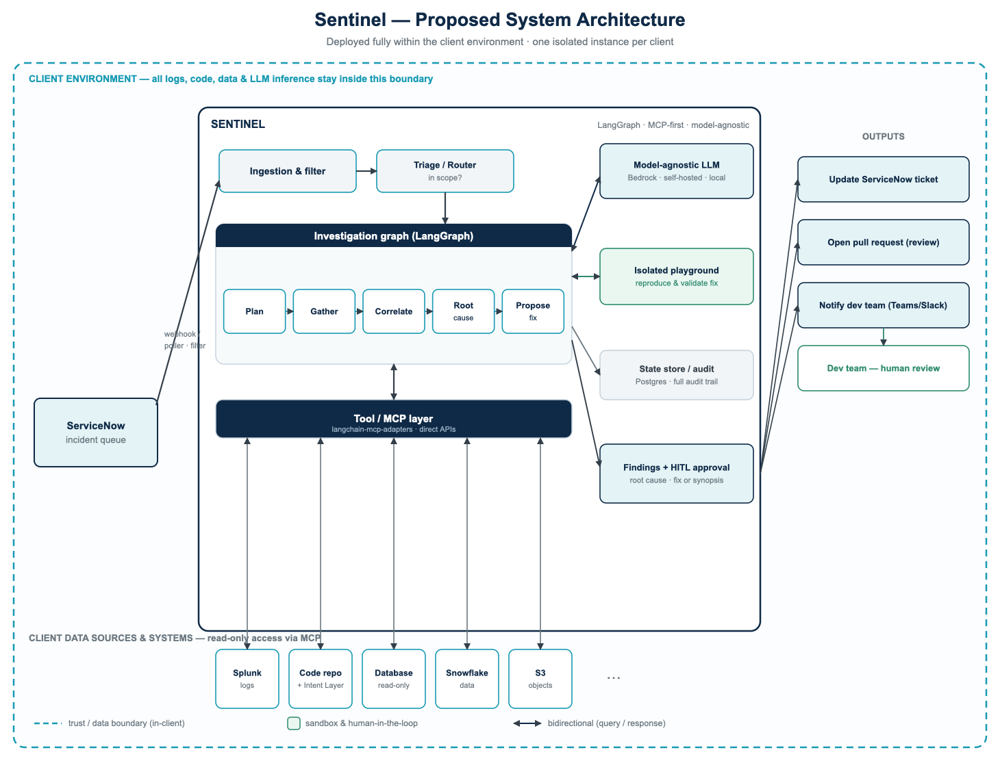 Sentinel — Proposed System Architecture
Deployed fully within the client environment · one isolated instance per client
CLIENT ENVIRONMENT — all logs, code, data & LLM inference stay inside this boundary
SENTINEL
LangGraph · MCP-first · model-agnostic
Ingestion & filter
Triage / Router
in scope?
Model-agnostic LLM
Bedrock · self-hosted · local
OUTPUTS
Update ServiceNow ticket
Open pull request (review)
Notify dev team (Teams/Slack)
Dev team — human review
Investigation graph (LangGraph)
Plan
Gather
Correlate
Root
cause
Propose
fix
Isolated playground
reproduce & validate fix
webhook /
poller · filter
State store / audit
Postgres · full audit trail
ServiceNow
incident queue
Tool / MCP layer
langchain-mcp-adapters · direct APIs
Findings + HITL approval
root cause · fix or synopsis
CLIENT DATA SOURCES & SYSTEMS — read-only access via MCP
Splunk
logs
Code repo
+ Intent Layer
Database
read-only
Snowflake
data
S3
objects
...
trust / data boundary (in-client)
sandbox & human-in-the-loop
bidirectional (query / response)